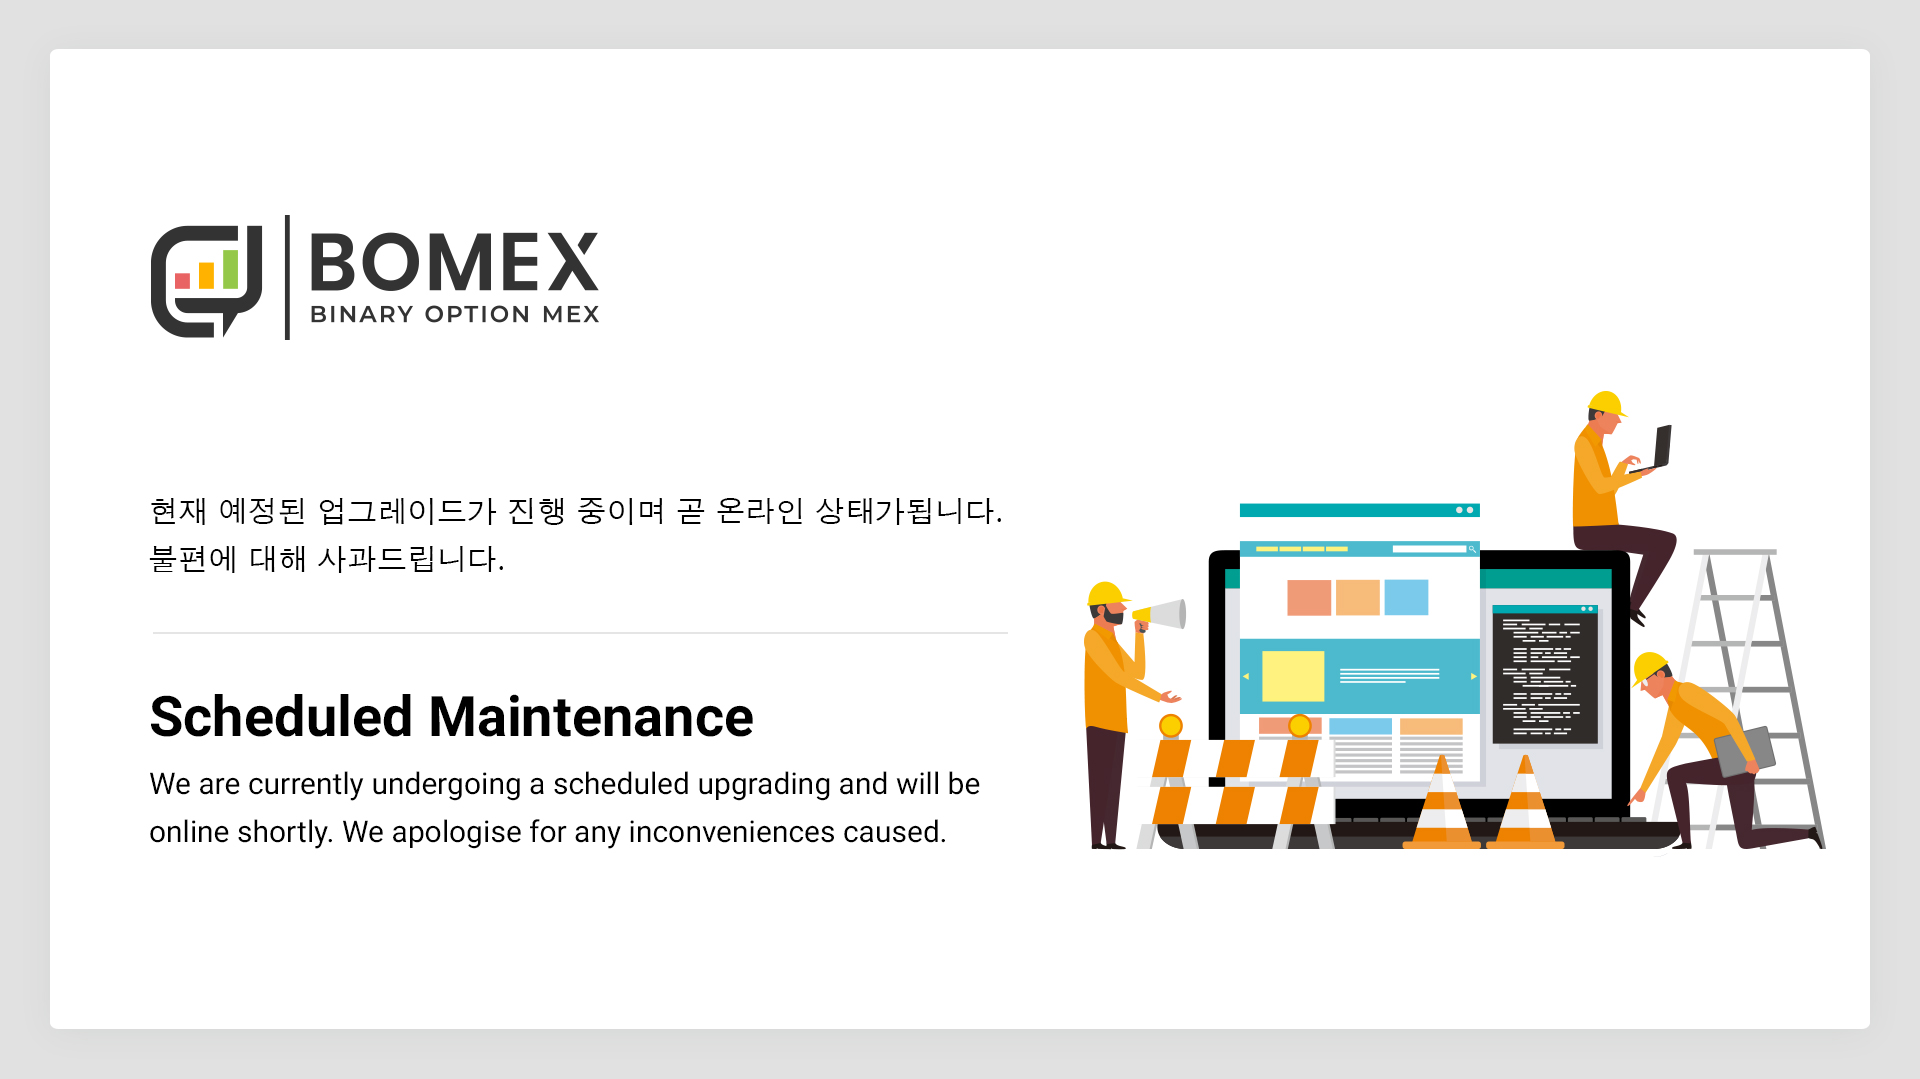 BOMEX
BINARY OPTION MEX
현재 예정된 업그레이드가 진행 중이며 곧 온라인 상태가됩니다.
불편에 대해 사과드립니다.
Scheduled Maintenance
We are currently undergoing a scheduled upgrading and will be
online shortly. We apologise for any inconveniences caused.